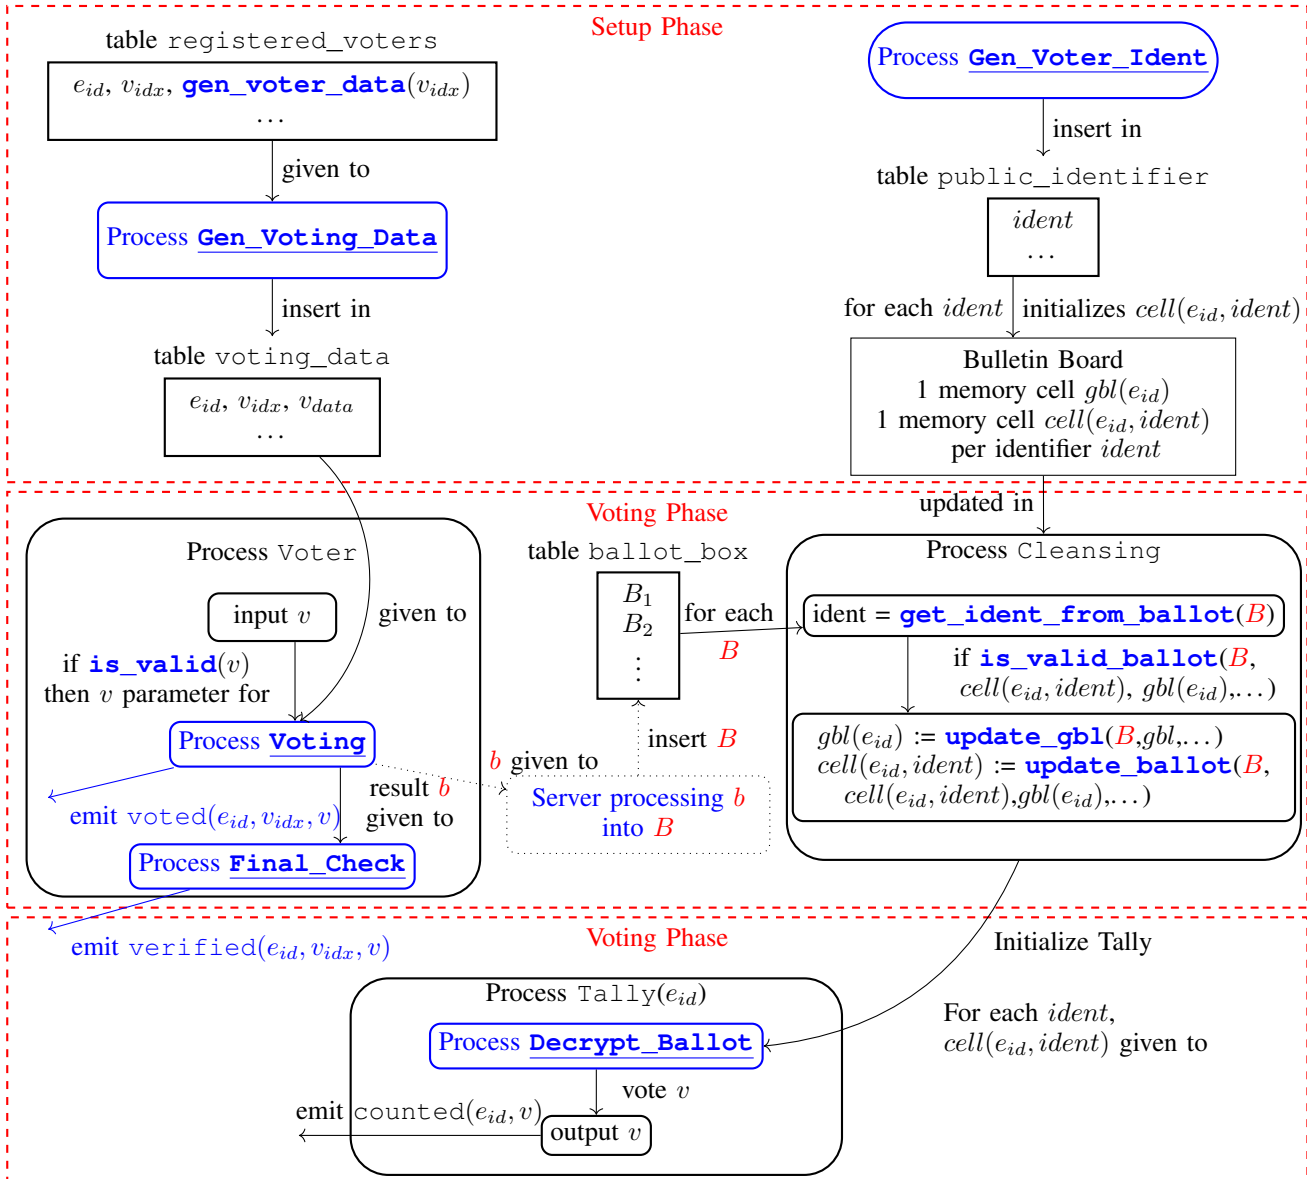 Setup Phase
table registered_voters
e_id, v_idx, gen_voter_data(v_idx)
...
given to
Process Gen_Voting_Data
insert in
table voting_data
e_id, v_idx, v_data
...
Process Gen_Voter_Ident
insert in
table public_identifier
ident
...
for each ident initializes cell(e_id, ident)
Bulletin Board
1 memory cell gbl(e_id)
1 memory cell cell(e_id, ident)
per identifier ident
Voting Phase
updated in
Process Voter
input v
given to
if is_valid(v)
then v parameter for
Process Voting
emit voted(e_id, v_idx, v)
result b
given to
Process Final_Check
emit verified(e_id, v_idx, v)
b given to
Server processing b
into B
insert B
table ballot_box
B_1
B_2
⋮
for each
B
Process Cleansing
ident = get_ident_from_ballot(B)
if is_valid_ballot(B,
cell(e_id, ident), gbl(e_id),...)
gbl(e_id) := update_gbl(B,gbl,...)
cell(e_id, ident) := update_ballot(B,
cell(e_id, ident),gbl(e_id),...)
Voting Phase
Initialize Tally
For each ident,
cell(e_id, ident) given to
Process Tally(e_id)
Process Decrypt_Ballot
vote v
emit counted(e_id, v)
output v